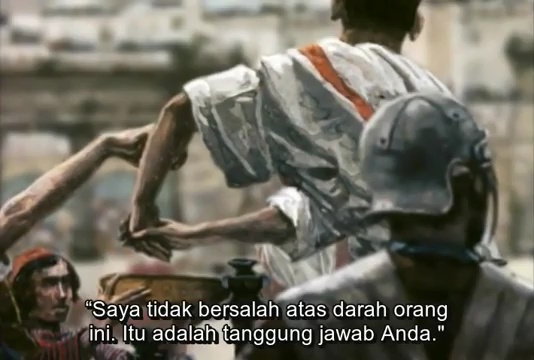 “Saya tidak bersalah atas darah orang
ini. Itu adalah tanggung jawab Anda."